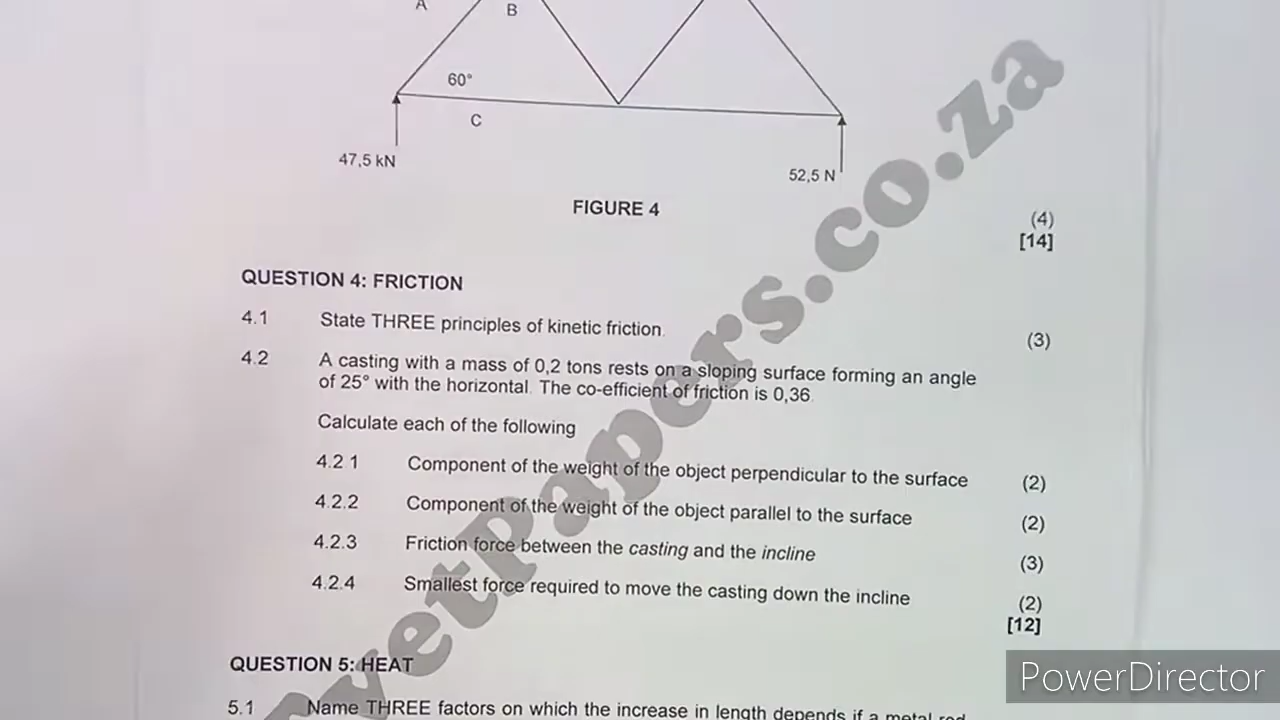 A
B
60°
C
47,5 kN
52,5 N
FIGURE 4
(4)
[14]
QUESTION 4: FRICTION
4.1 State THREE principles of kinetic friction. (3)
4.2 A casting with a mass of 0,2 tons rests on a sloping surface forming an angle
of 25° with the horizontal. The co-efficient of friction is 0,36.
Calculate each of the following
4.2.1 Component of the weight of the object perpendicular to the surface (2)
4.2.2 Component of the weight of the object parallel to the surface (2)
4.2.3 Friction force between the casting and the incline (3)
4.2.4 Smallest force required to move the casting down the incline (2)
[12]
QUESTION 5: HEAT
5.1 Name THREE factors on which the increase in length depends if a metal rod
TvetPapers.co.za
PowerDirector